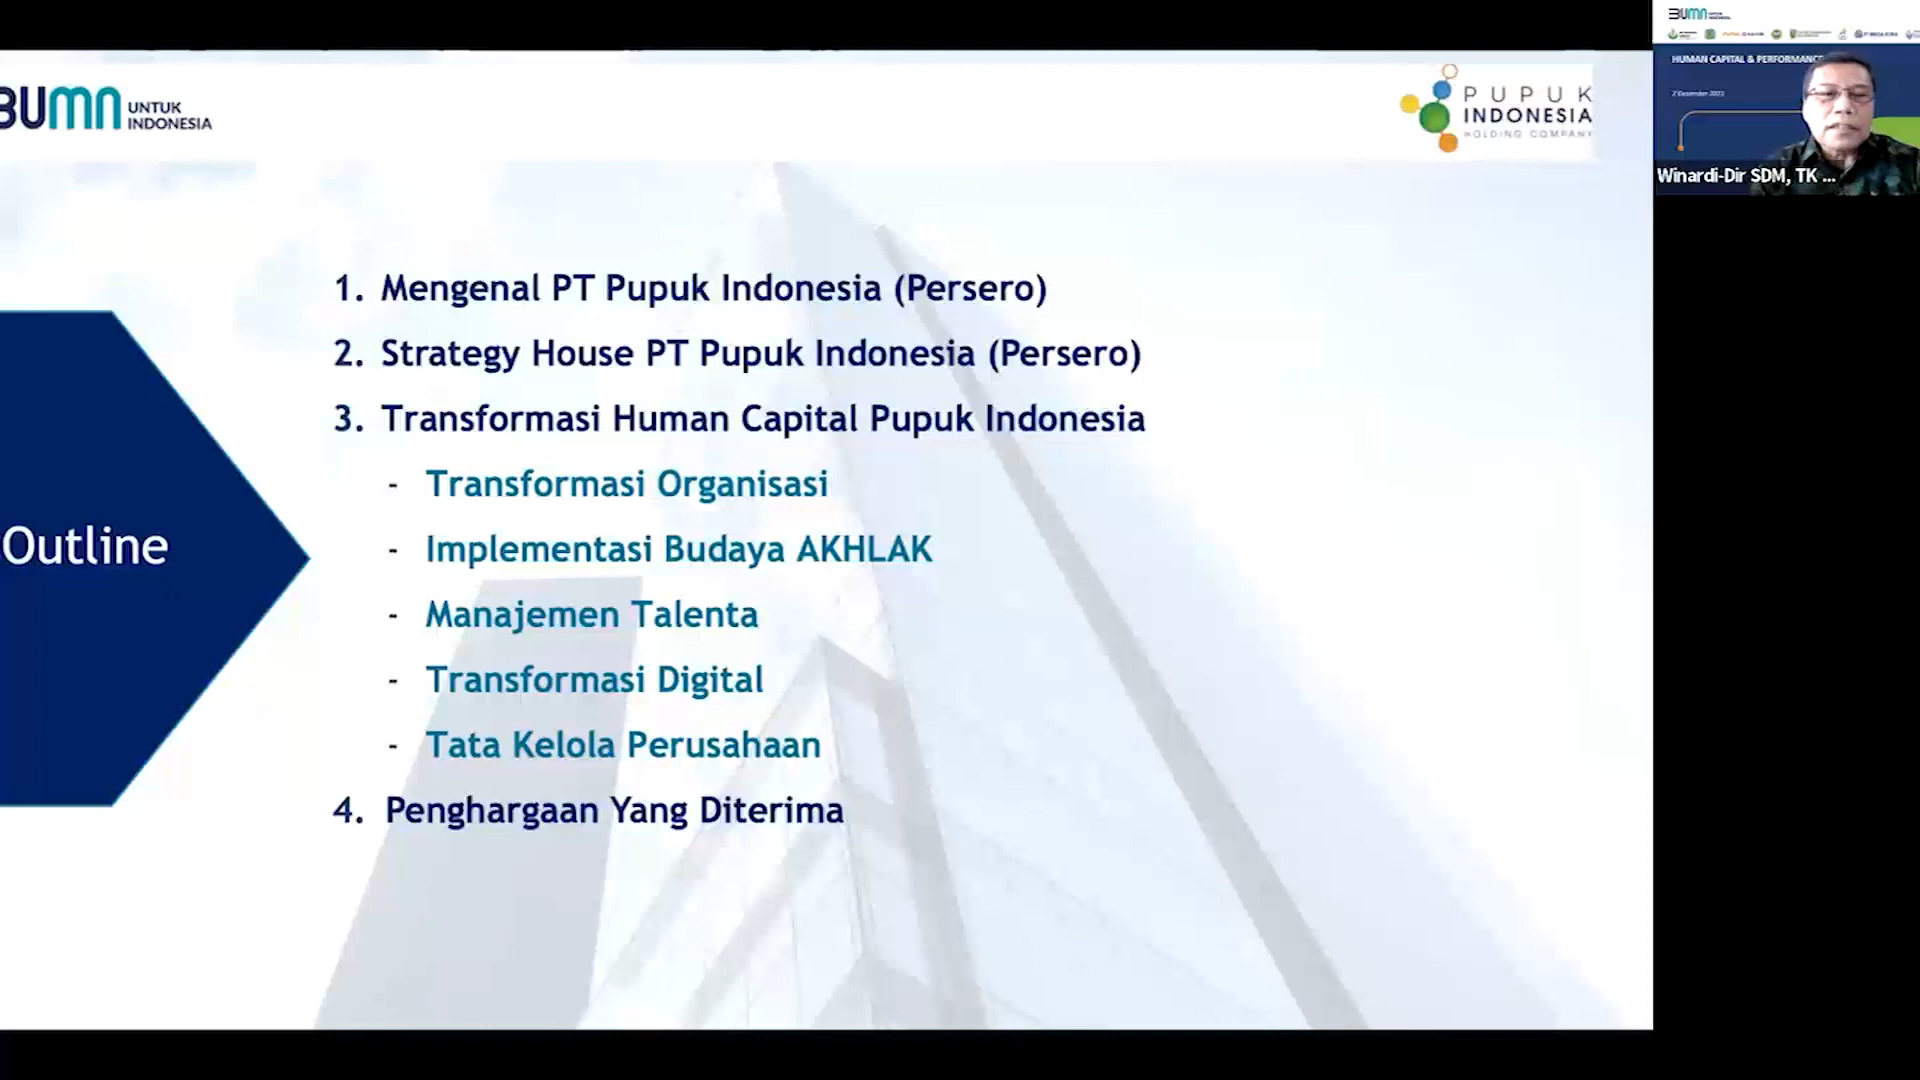 BUMN UNTUK
INDONESIA
PUPUK
INDONESIA
HOLDING COMPANY
Outline
1. Mengenal PT Pupuk Indonesia (Persero)
2. Strategy House PT Pupuk Indonesia (Persero)
3. Transformasi Human Capital Pupuk Indonesia
- Transformasi Organisasi
- Implementasi Budaya AKHLAK
- Manajemen Talenta
- Transformasi Digital
- Tata Kelola Perusahaan
4. Penghargaan Yang Diterima
BUMN
HUMAN CAPITAL & PERFORMANC
Winardi-Dir SDM, TK ...